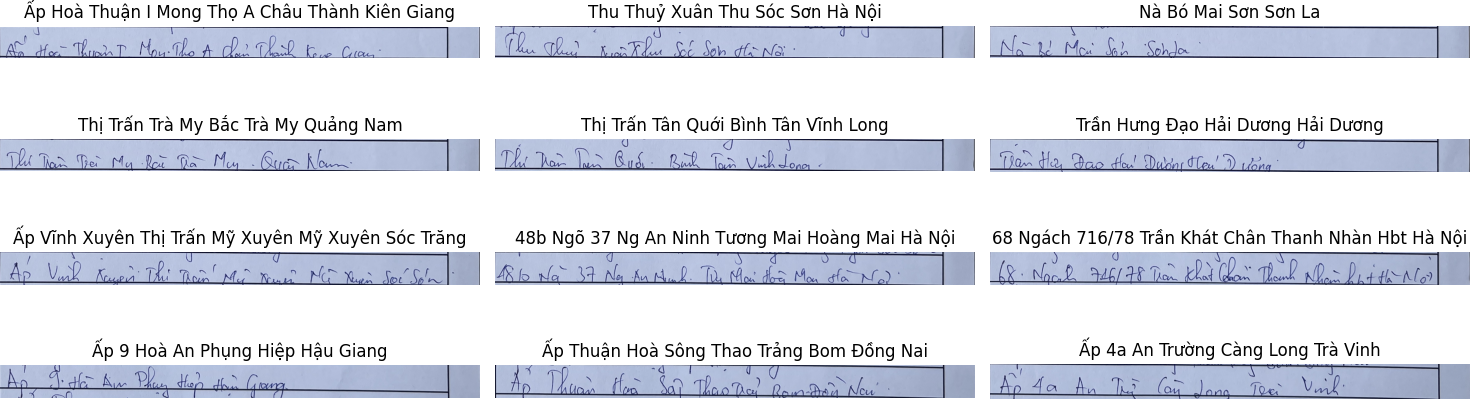 Ấp Hoà Thuận I Mong Thọ A Châu Thành Kiên Giang
Thu Thuỷ Xuân Thu Sóc Sơn Hà Nội
Nà Bó Mai Sơn Sơn La
Ấp Hoà Thuận I Mong Thọ A Châu Thành Kiên Giang
Thu Thuỷ Xuân Thu Sóc Sơn Hà Nội
Nà Bó Mai Sơn Sơn La
Thị Trấn Trà My Bắc Trà My Quảng Nam
Thị Trấn Tân Quới Bình Tân Vĩnh Long
Trần Hưng Đạo Hải Dương Hải Dương
Thị Trấn Trà My Bắc Trà My Quảng Nam
Thị Trấn Tân Quới Bình Tân Vĩnh Long
Trần Hưng Đạo Hải Dương Hải Dương
Ấp Vĩnh Xuyên Thị Trấn Mỹ Xuyên Mỹ Xuyên Sóc Trăng
48b Ngõ 37 Ng An Ninh Tương Mai Hoàng Mai Hà Nội
68 Ngách 716/78 Trần Khát Chân Thanh Nhàn Hbt Hà Nội
Ấp Vĩnh Xuyên Thị Trấn Mỹ Xuyên Mỹ Xuyên Sóc
48b Ngõ 37 Ng An Ninh Mai Hoàng Mai Hà Nội
68 Ngách 746/78 Trần Khát Chân Thanh Nhàn hbt Hà Nội
Ấp 9 Hoà An Phụng Hiệp Hậu Giang
Ấp Thuận Hoà Sông Thao Trảng Bom Đồng Nai
Ấp 4a An Trường Càng Long Trà Vinh
Ấp 9 Hoà An Phụng Hiệp Hậu Giang
Ấp Thuận Hoà Thao Trảng Bom Đồng Nai
Ấp 4a An Trường Càng Long Trà Vinh